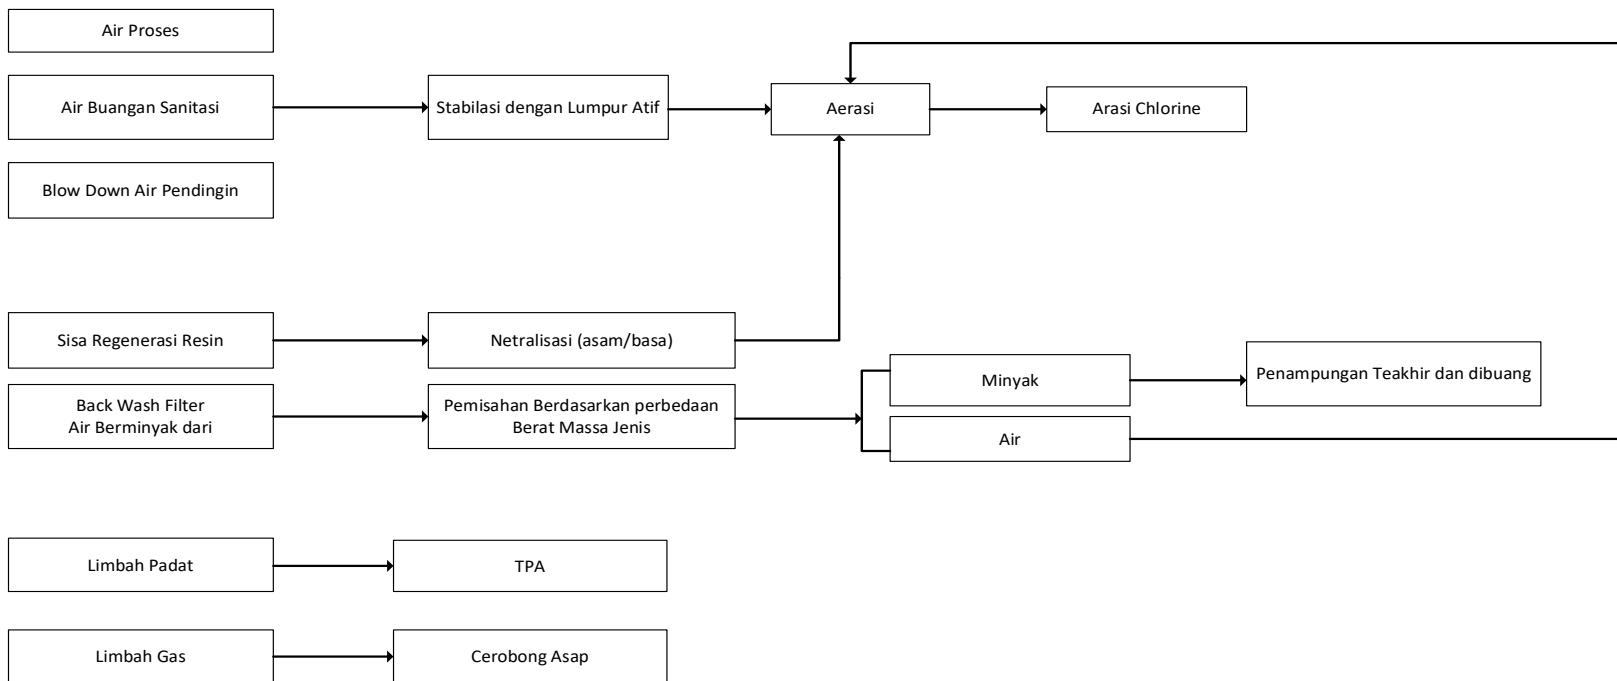 Air Proses
Air Buangan Sanitasi
Stabilasi dengan Lumpur Atif
Aerasi
Arasi Chlorine
Blow Down Air Pendingin
Sisa Regenerasi Resin
Netralisasi (asam/basa)
Back Wash Filter
Air Berminyak dari
Pemisahan Berdasarkan perbedaan
Berat Massa Jenis
Minyak
Penampungan Teakhir dan dibuang
Air
Limbah Padat
TPA
Limbah Gas
Cerobong Asap